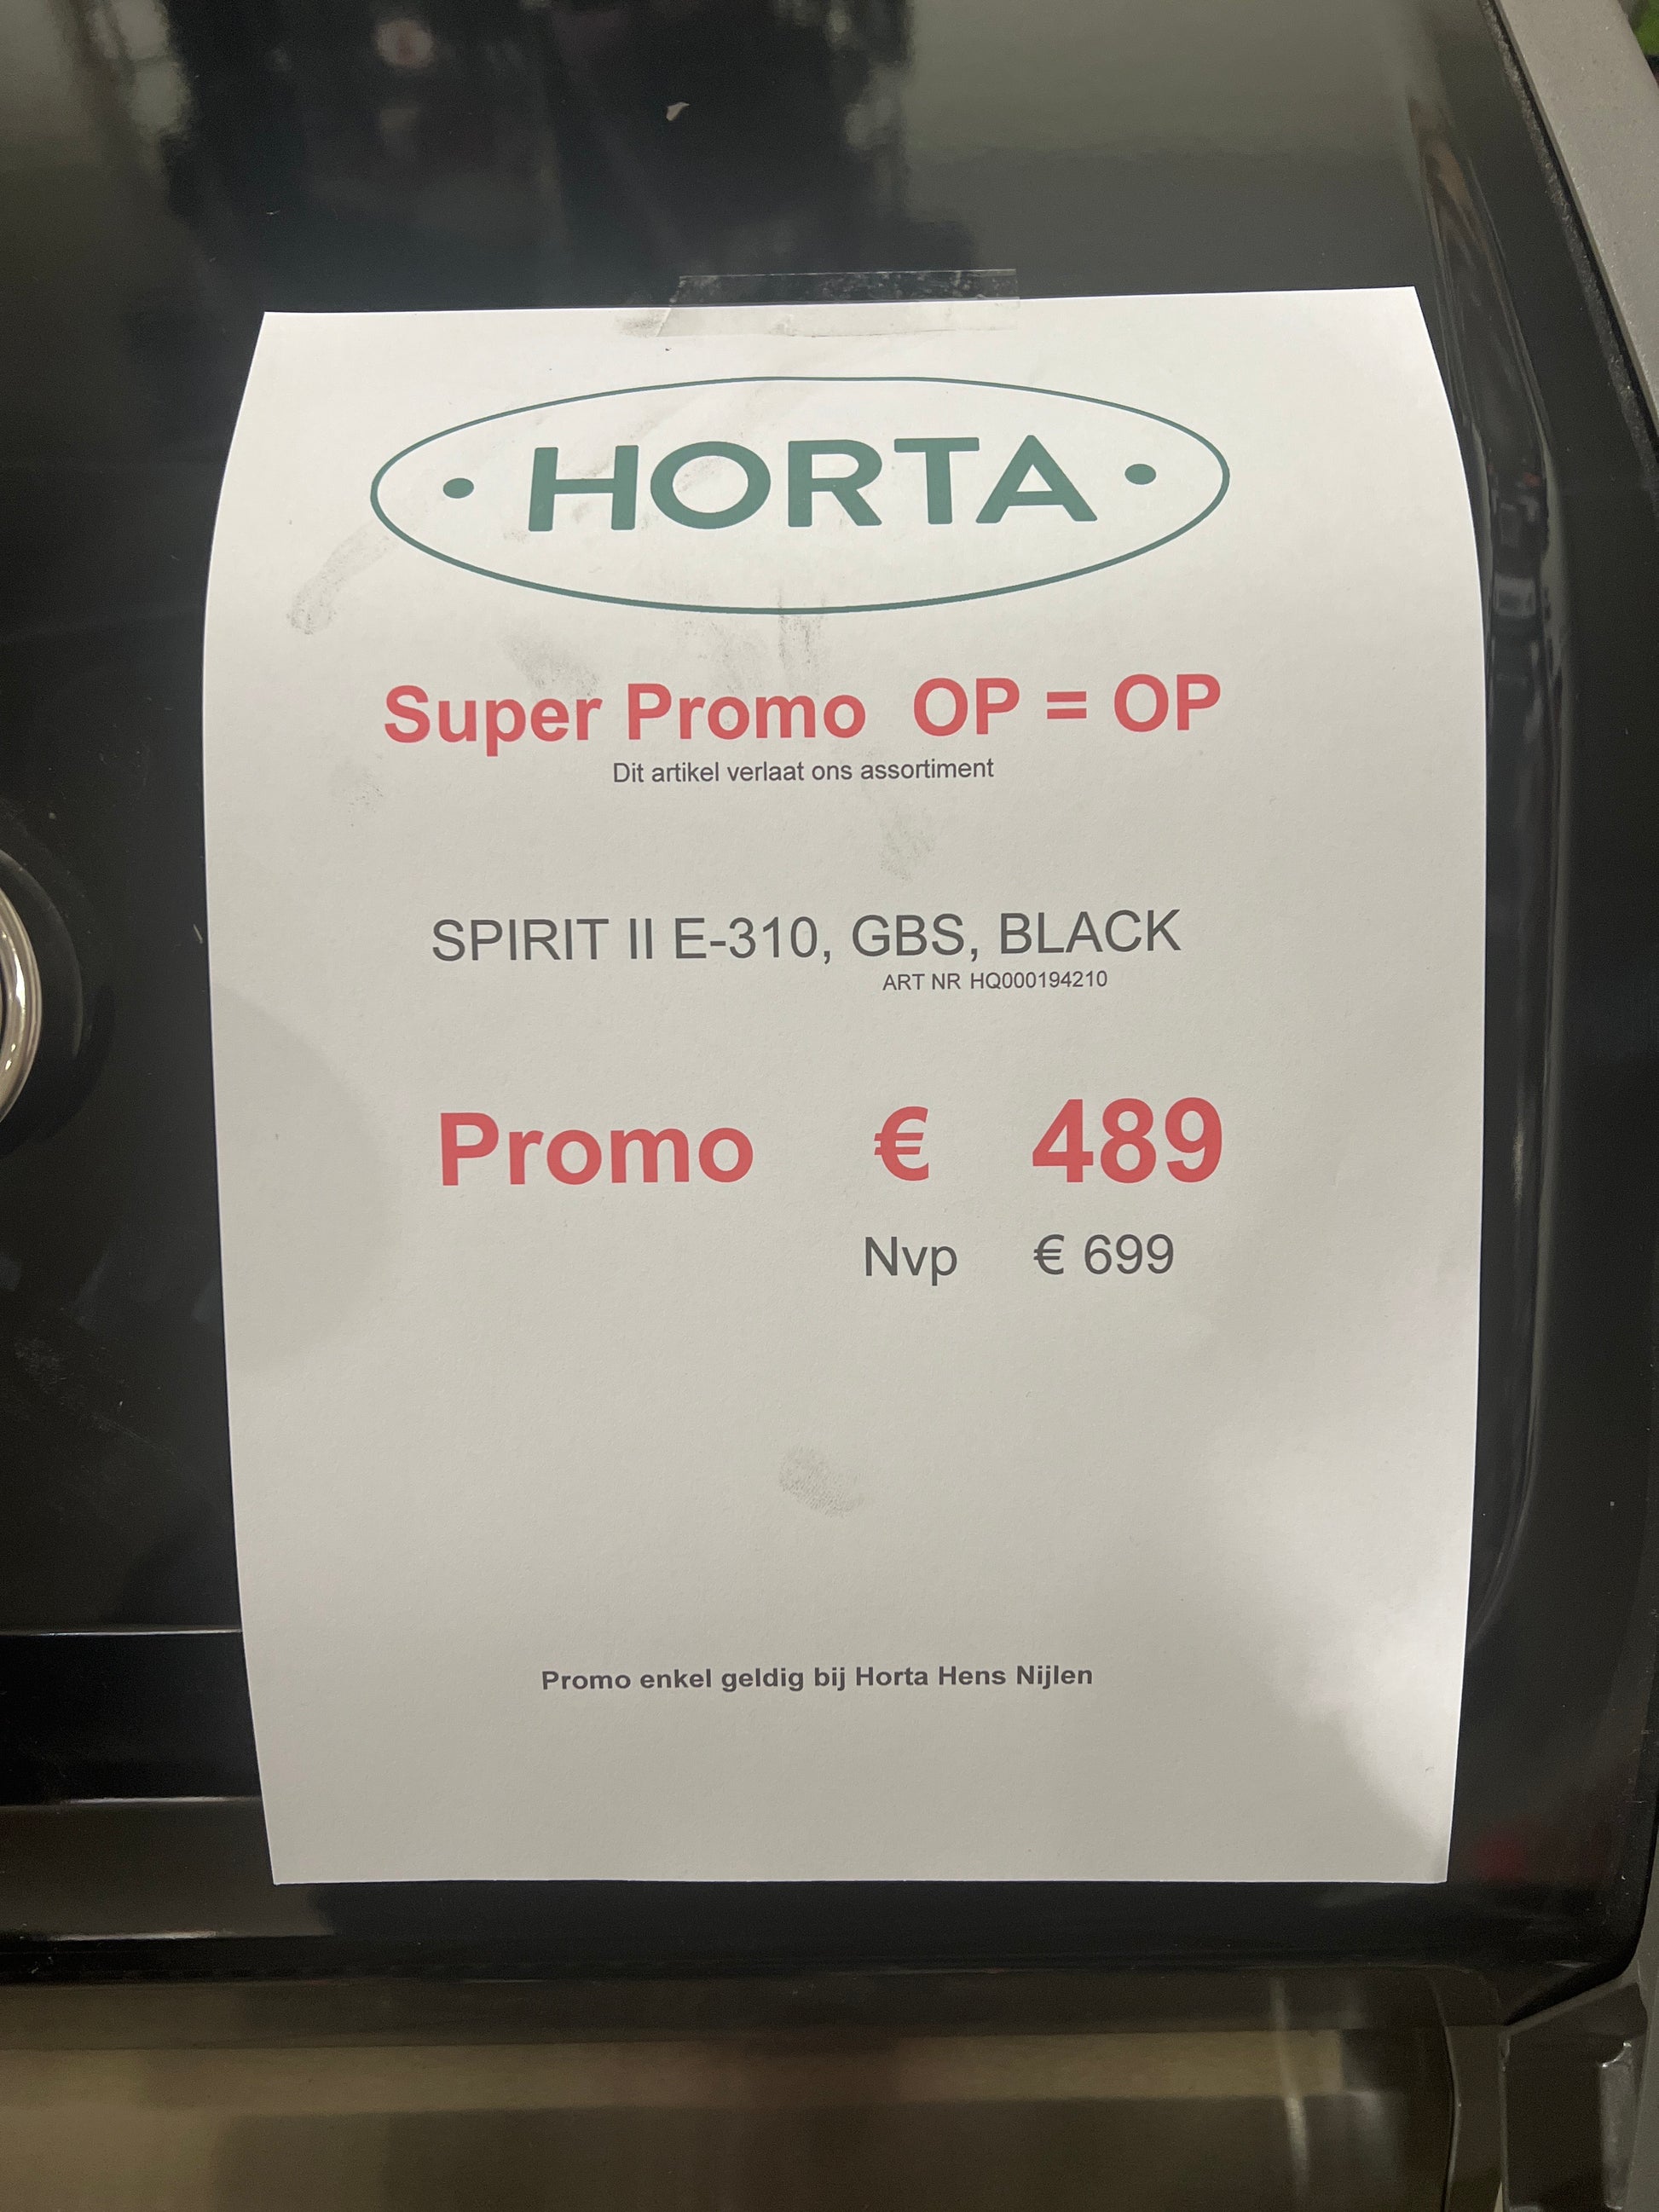 • HORTA •
Super Promo OP = OP
Dit artikel verlaat ons assortiment
SPIRIT II E-310, GBS, BLACK
ART NR HQ000194210
Promo € 489
Nvp € 699
Promo enkel geldig bij Horta Hens Nijlen